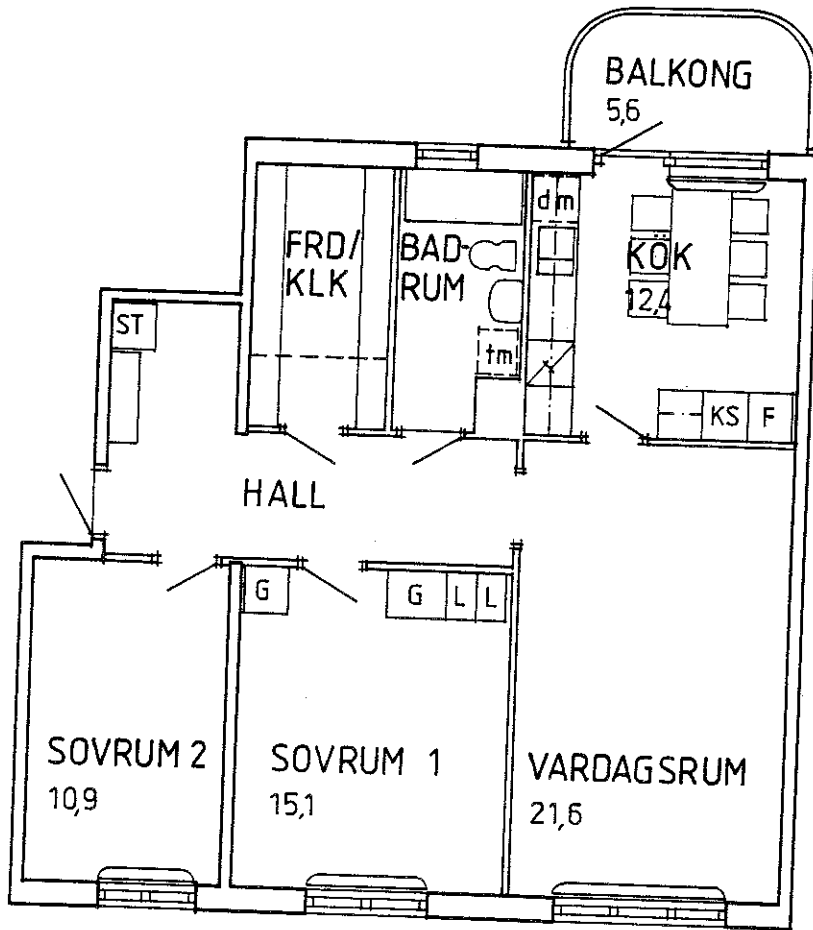 BALKONG
5,6
FRD/
KLK
BAD-
RUM
dm
KÖK
12,4
ST
tm
KS F
HALL
G
G L L
SOVRUM 2
10,9
SOVRUM 1
15,1
VARDAGSRUM
21,6